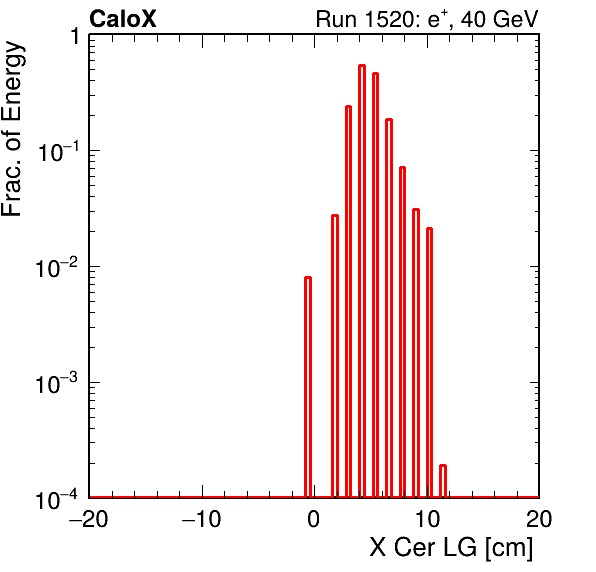 CaloX Run 1520: e⁺, 40 GeV
Frac. of Energy
1
10⁻¹
10⁻²
10⁻³
10⁻⁴
−20 −10 0 10 20
X Cer LG [cm]